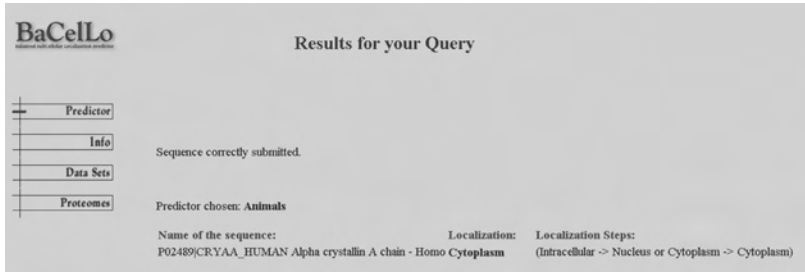 BaCelLo
Results for your Query
Predictor
Info
Data Sets
Proteomes
Sequence correctly submitted.
Predictor chosen: Animals
Name of the sequence: Localization: Localization Steps:
P02489|CRYAA_HUMAN Alpha crystallin A chain - Homo Cytoplasm (Intracellular -> Nucleus or Cytoplasm -> Cytoplasm)